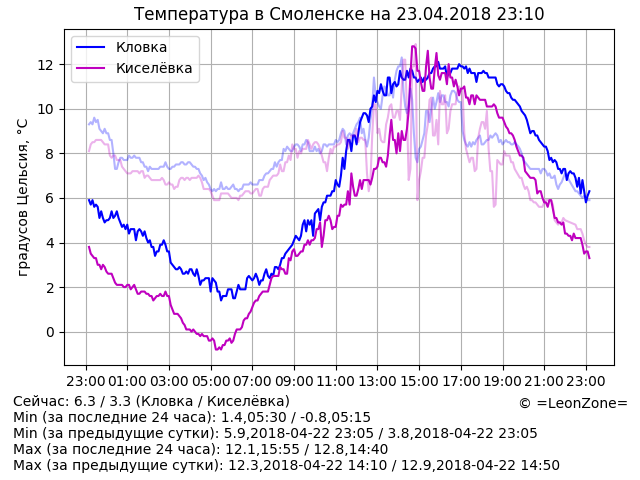 Температура в Смоленске на 23.04.2018 23:10
Кловка
Киселёвка
градусов Цельсия, °C
12
10
8
6
4
2
0
23:00 01:00 03:00 05:00 07:00 09:00 11:00 13:00 15:00 17:00 19:00 21:00 23:00
Сейчас: 6.3 / 3.3 (Кловка / Киселёвка)
© =LeonZone=
Min (за последние 24 часа): 1.4,05:30 / -0.8,05:15
Min (за предыдущие сутки): 5.9,2018-04-22 23:05 / 3.8,2018-04-22 23:05
Max (за последние 24 часа): 12.1,15:55 / 12.8,14:40
Max (за предыдущие сутки): 12.3,2018-04-22 14:10 / 12.9,2018-04-22 14:50